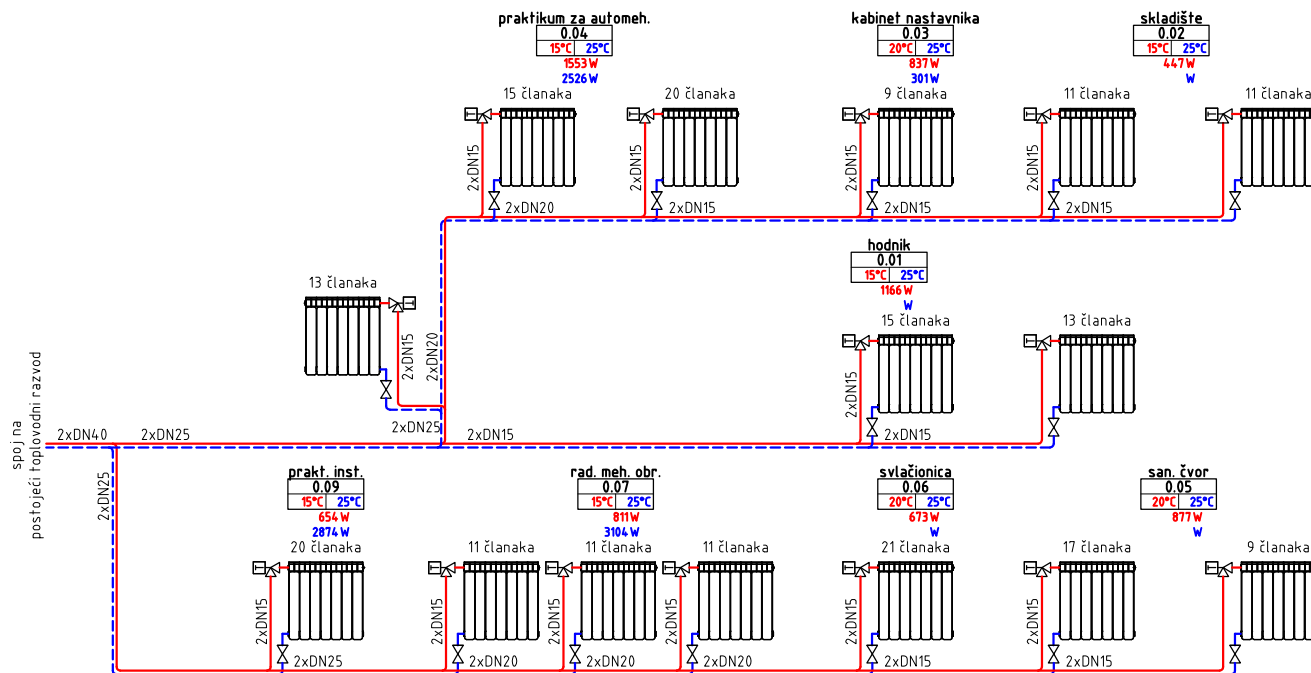 praktikum za automeh.
0.04
15°C 25°C
1553 W
2526 W
kabinet nastavnika
0.03
20°C 25°C
837 W
301 W
skladište
0.02
15°C 25°C
447 W
W
15 članaka
20 članaka
9 članaka
11 članaka
11 članaka
2xDN15
2xDN15
2xDN15
2xDN15
2xDN15
2xDN20
2xDN15
2xDN15
2xDN15
hodnik
0.01
15°C 25°C
1166 W
W
13 članaka
15 članaka
13 članaka
2xDN15
2xDN20
2xDN15
2xDN25
spoj na
postojeći toplovodni razvod
2xDN40
2xDN25
2xDN15
2xDN15
2xDN25
prakt. inst.
0.09
15°C 25°C
654 W
2874 W
rad. meh. obr.
0.07
15°C 25°C
811 W
3104 W
svlačionica
0.06
20°C 25°C
673 W
W
san. čvor
0.05
20°C 25°C
877 W
W
20 članaka
11 članaka
11 članaka
11 članaka
21 članaka
17 članaka
9 članaka
2xDN15
2xDN15
2xDN15
2xDN15
2xDN15
2xDN15
2xDN15
2xDN25
2xDN20
2xDN20
2xDN20
2xDN15
2xDN15